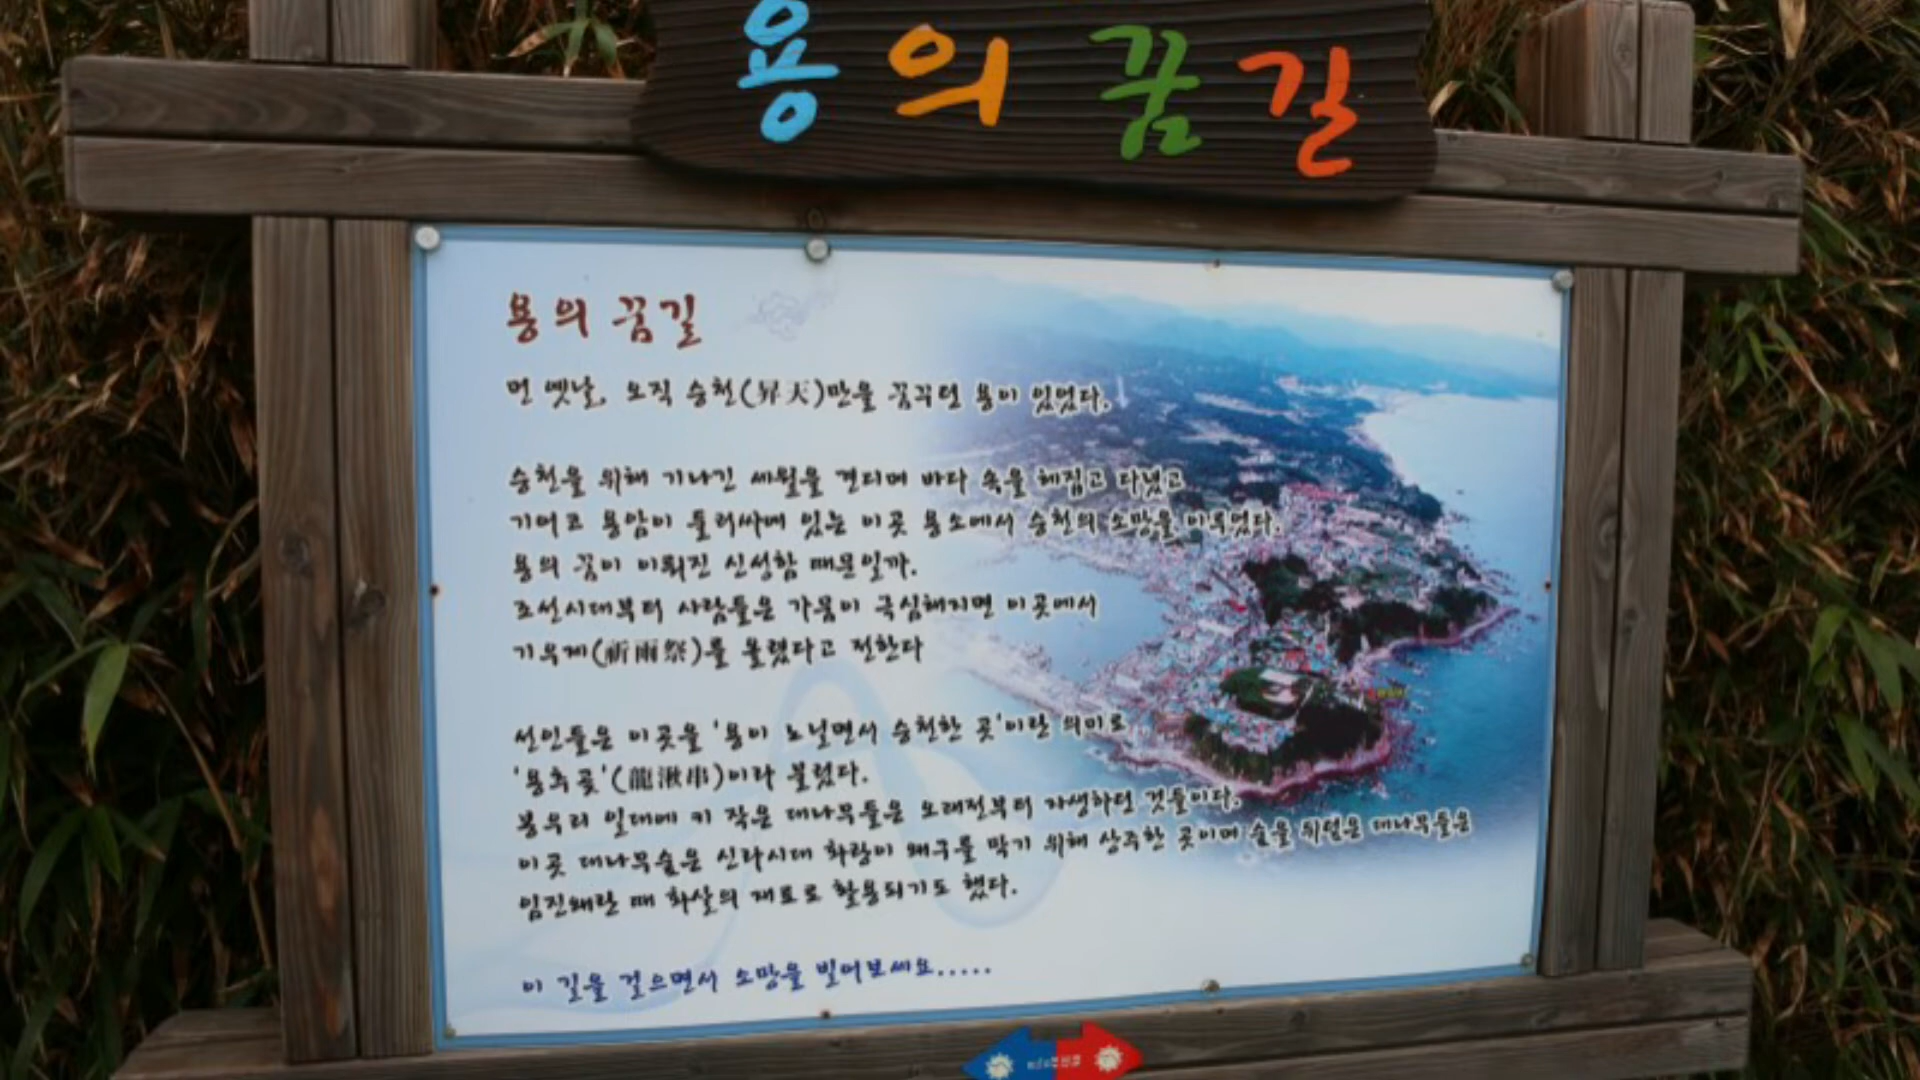 용의 꿈길
용의 꿈길
먼 옛날, 오직 승천(昇天)만을 꿈꾸던 용이 있었다.
승천을 위해 기나긴 세월을 견디며 바다 속을 헤집고 다녔고
기어코 용암이 둘러싸매 있는 이곳 용소에서 승천의 소망을 이루었다.
용의 꿈이 이뤄진 신성함 때문일까.
조선시대부터 사람들은 가뭄이 극심해지면 이곳에서
기우제(祈雨祭)를 올렸다고 전한다
선인들은 이곳을 '용이 노닐면서 승천한 곳'이란 의미로
'용추곶'(龍湫串)이라 불렀다.
봉우리 일대에 키 작은 대나무들은 오래전부터 자생하던 것들이다.
이곳 대나무숲은 신라시대 화랑이 왜구를 막기 위해 상주한 곳이며 숲을 뒤덮은 대나무들은
임진왜란 때 화살의 재료로 활용되기도 했다.
이 길을 걸으면서 소망을 빌어보세요.....